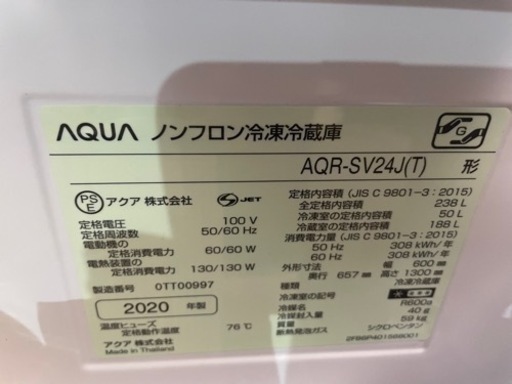 AQUA ノンフロン冷凍冷蔵庫
AQR-SV24J(T) 形
PS
E
アクア 株式会社
S JET
定格電圧 100 V
定格周波数 50/60 Hz
電動機の
定格消費電力 60/60 W
電熱装置の
定格消費電力 130/130 W
製造番号 0TT00997
2020 年製
温度ヒューズ
定格動作温度 76℃
アクア 株式会社
Made in Thailand
G
定格内容積 (JIS C 9801-3 : 2015)
全定格内容積 238 L
冷凍室の定格内容積 50 L
冷蔵室の定格内容積 188 L
消費電力量 (JIS C 9801-3 : 2015)
50 Hz 308 kWh/年
60 Hz 308 kWh/年
外形寸法 幅 600 mm
奥行 657 mm 高さ 1300 mm
種類 冷凍冷蔵庫
冷凍室の記号
冷媒 R600a
冷媒封入量 40 g
質量 59 kg
断熱発泡ガス シクロペンタン